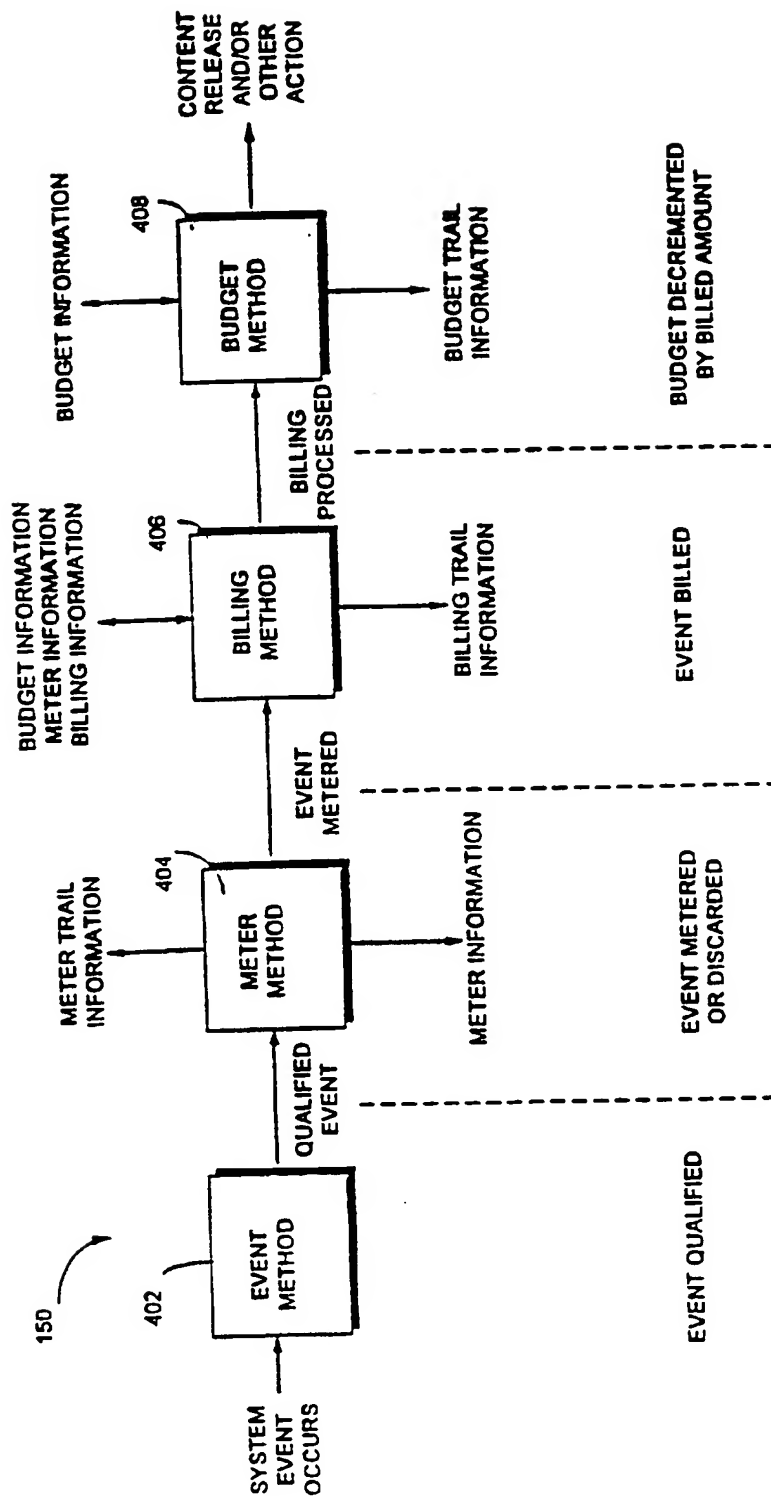 150
SYSTEM
EVENT
OCCURS
402
EVENT
METHOD
QUALIFIED
EVENT
EVENT QUALIFIED
METER TRAIL
INFORMATION
404
METER
METHOD
METER INFORMATION
EVENT METERED
OR DISCARDED
EVENT
METERED
BUDGET INFORMATION
METER INFORMATION
BILLING INFORMATION
406
BILLING
METHOD
BILLING TRAIL
INFORMATION
EVENT BILLED
BILLING
PROCESSED
BUDGET INFORMATION
408
BUDGET
METHOD
BUDGET TRAIL
INFORMATION
BUDGET DECREMENTED
BY BILLED AMOUNT
CONTENT
RELEASE
AND/OR
OTHER
ACTION